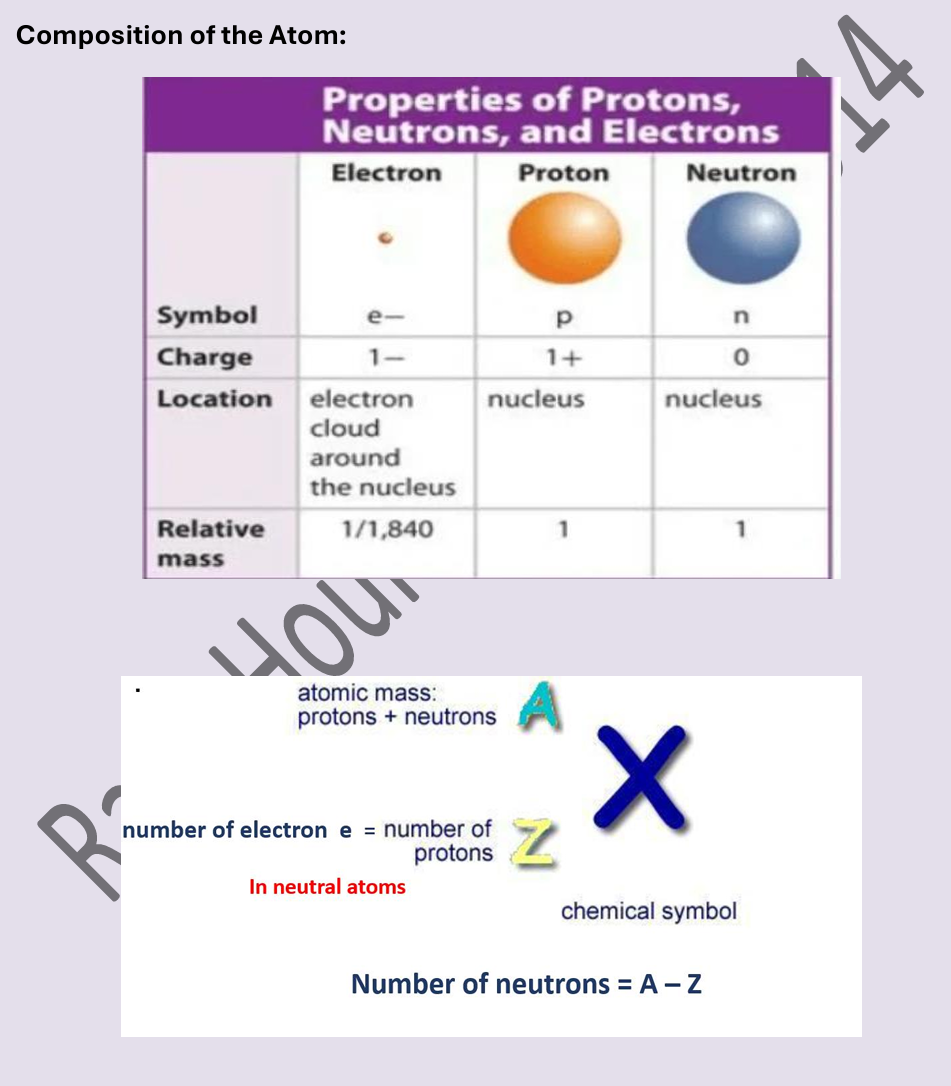 Composition of the Atom:
Properties of Protons,
Neutrons, and Electrons
Electron Proton Neutron
Symbol e– p n
Charge 1– 1+ 0
Location electron nucleus nucleus
cloud
around
the nucleus
Relative 1/1,840 1 1
mass
atomic mass: A
protons + neutrons
X
number of electron e = number of Z
protons
In neutral atoms
chemical symbol
Number of neutrons = A – Z
14
Hour